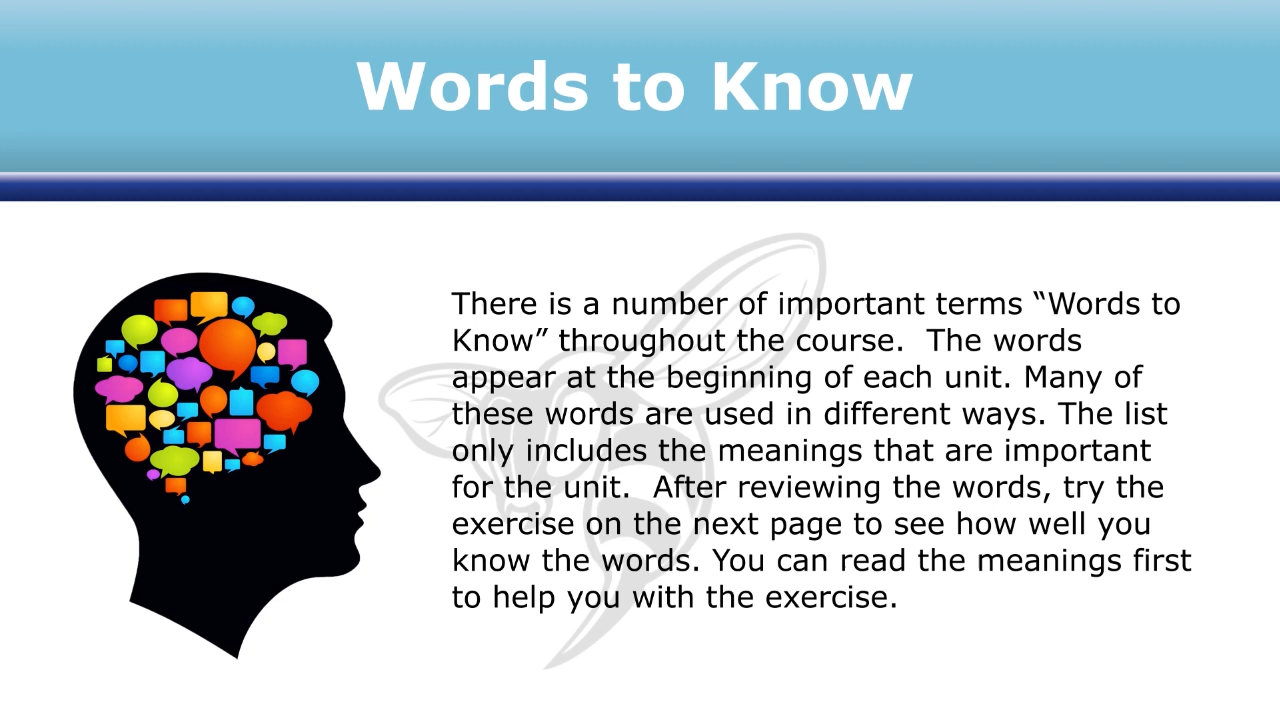 Words to Know
There is a number of important terms “Words to
Know” throughout the course.  The words
appear at the beginning of each unit. Many of
these words are used in different ways. The list
only includes the meanings that are important
for the unit.  After reviewing the words, try the
exercise on the next page to see how well you
know the words. You can read the meanings first
to help you with the exercise.